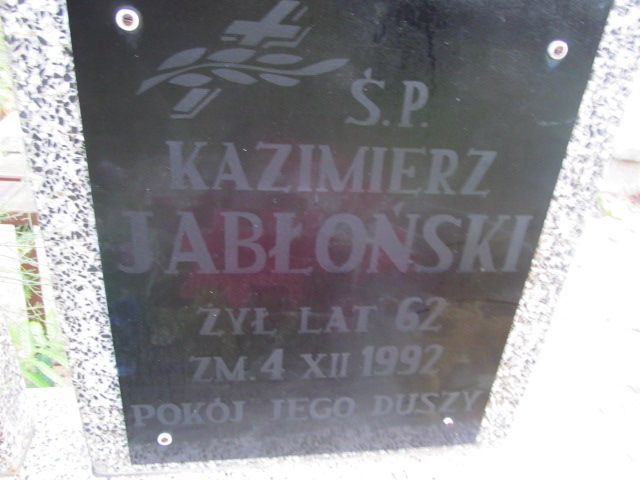 Ś.P.
KAZIMIERZ
JABŁOŃSKI
ŻYŁ LAT 62
ZM. 4 XII 1992
POKÓJ JEGO DUSZY